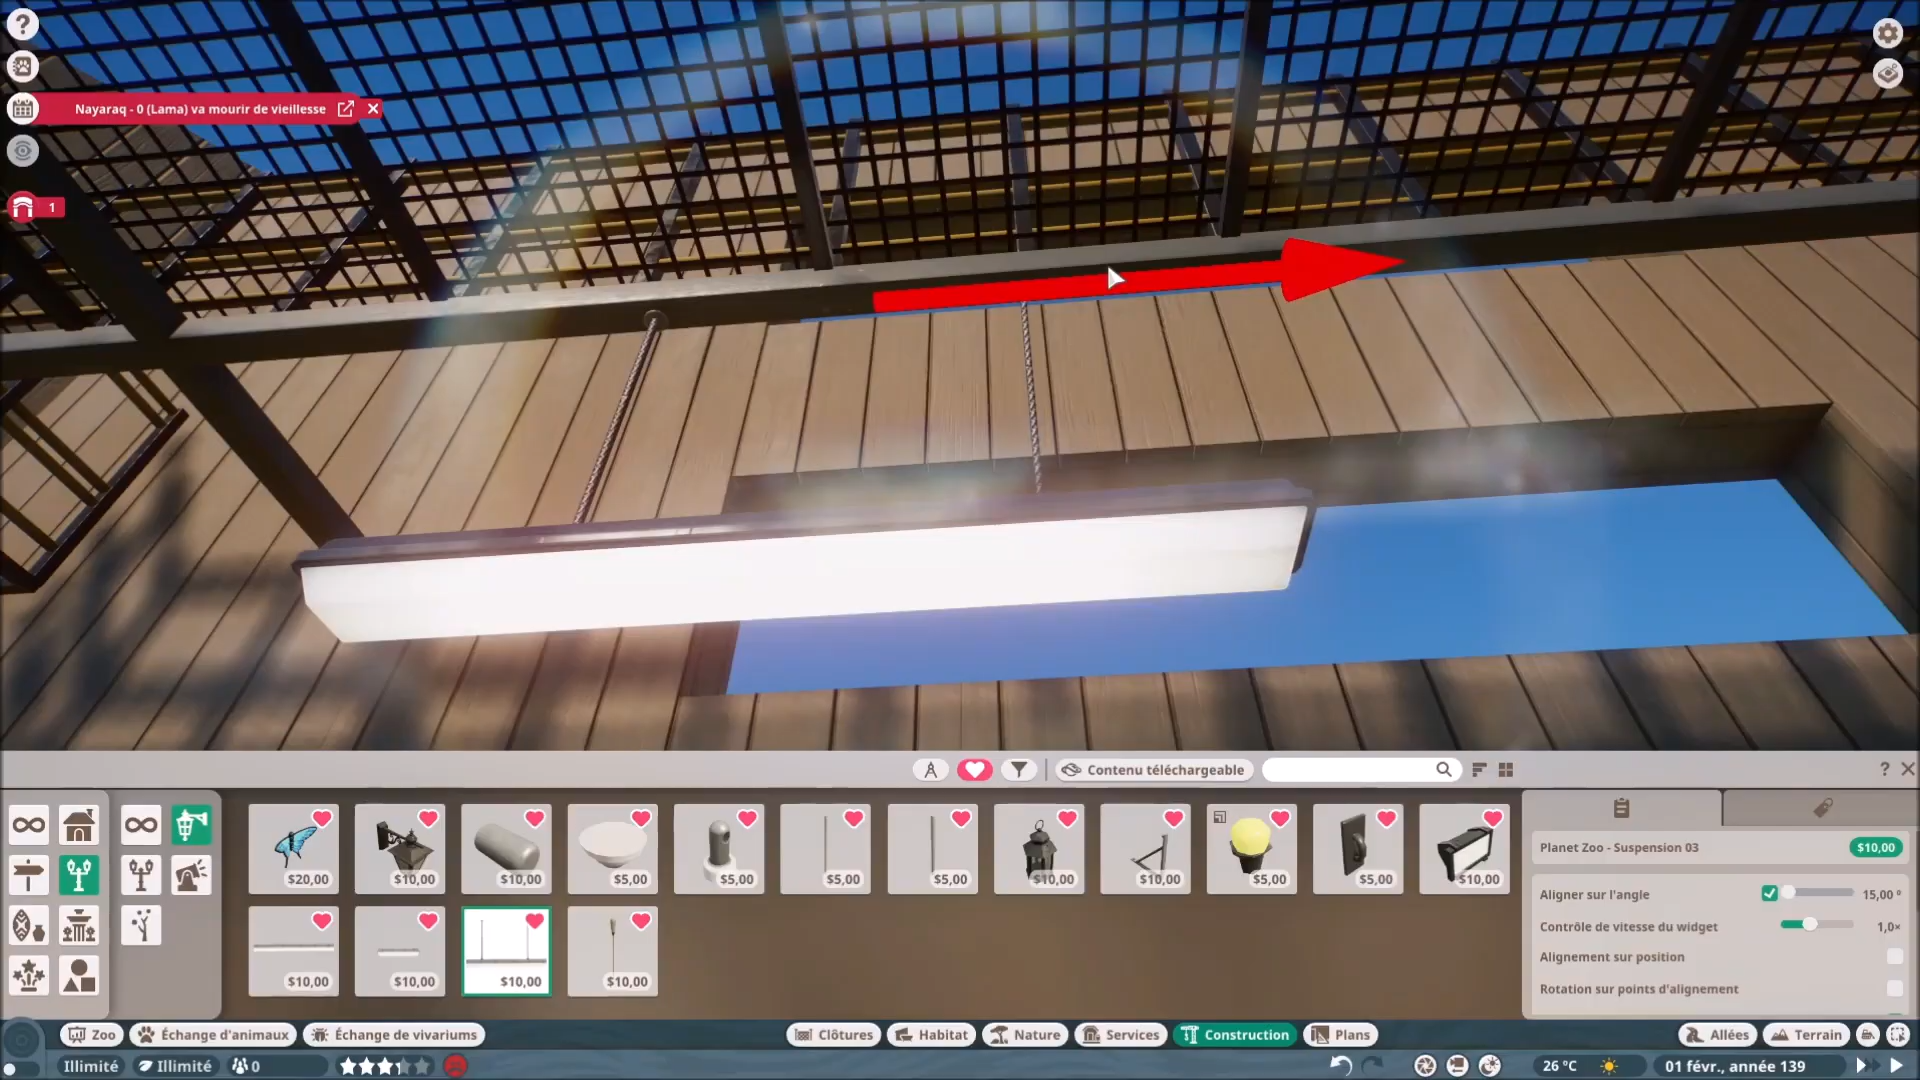 ?
Nayaraq - 0 (Lama) va mourir de vieillesse
1
Contenu téléchargeable
?
$20,00
$10,00
$10,00
$5,00
$5,00
$5,00
$5,00
$10,00
$10,00
$5,00
$5,00
$10,00
$10,00
$10,00
$10,00
$10,00
Planet Zoo - Suspension 03
$10,00
Aligner sur l'angle
15,00 °
Contrôle de vitesse du widget
1,0×
Alignement sur position
Rotation sur points d'alignement
Zoo
Échange d'animaux
Échange de vivariums
Clôtures
Habitat
Nature
Services
Construction
Plans
Allées
Terrain
Illimité
Illimité
0
26 °C
01 févr., année 139